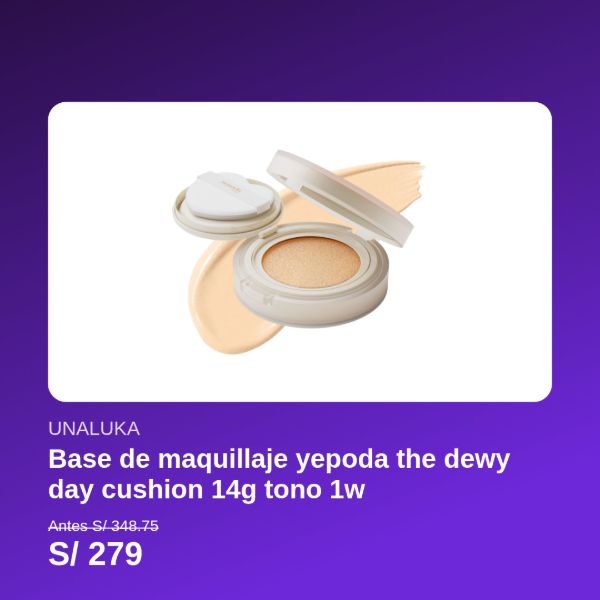 UNALUKA
Base de maquillaje yepoda the dewy
day cushion 14g tono 1w
Antes S/ 348.75
S/ 279